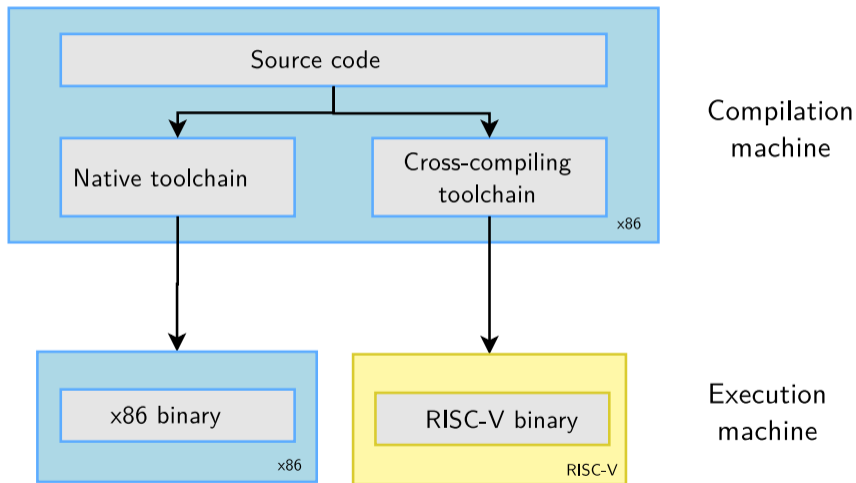 Source code
Compilation
machine
Native toolchain
Cross-compiling
toolchain
x86
x86 binary
x86
RISC-V binary
RISC-V
Execution
machine